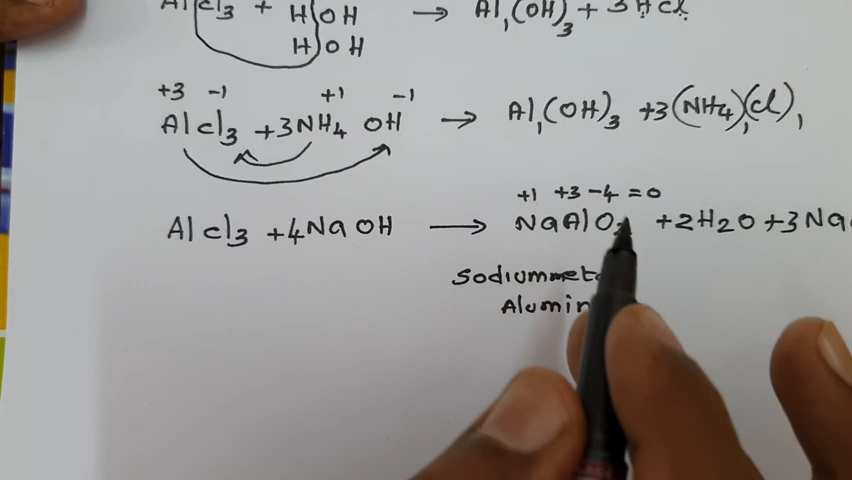 AlCl3 + H OH → Al1(OH)3 + 3HCl
H OH
+3 -1 +1 -1
AlCl3 + 3NH4 OH → Al1(OH)3 + 3(NH4)1(Cl)1
+1 +3 -4 = 0
AlCl3 + 4NaOH → NaAlO2 + 2H2O + 3Na
Sodium